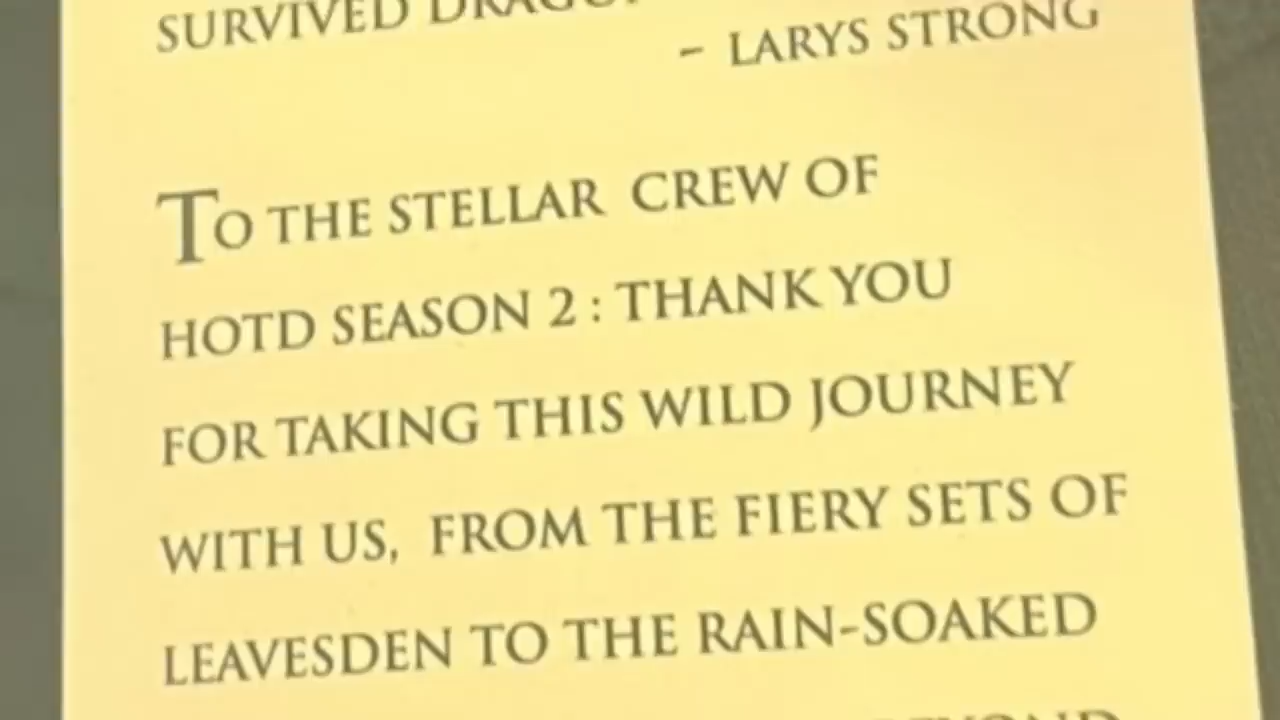 SURVIVED
– LARYS STRONG
TO THE STELLAR CREW OF
HOTD SEASON 2 : THANK YOU
FOR TAKING THIS WILD JOURNEY
WITH US, FROM THE FIERY SETS OF
LEAVESDEN TO THE RAIN-SOAKED